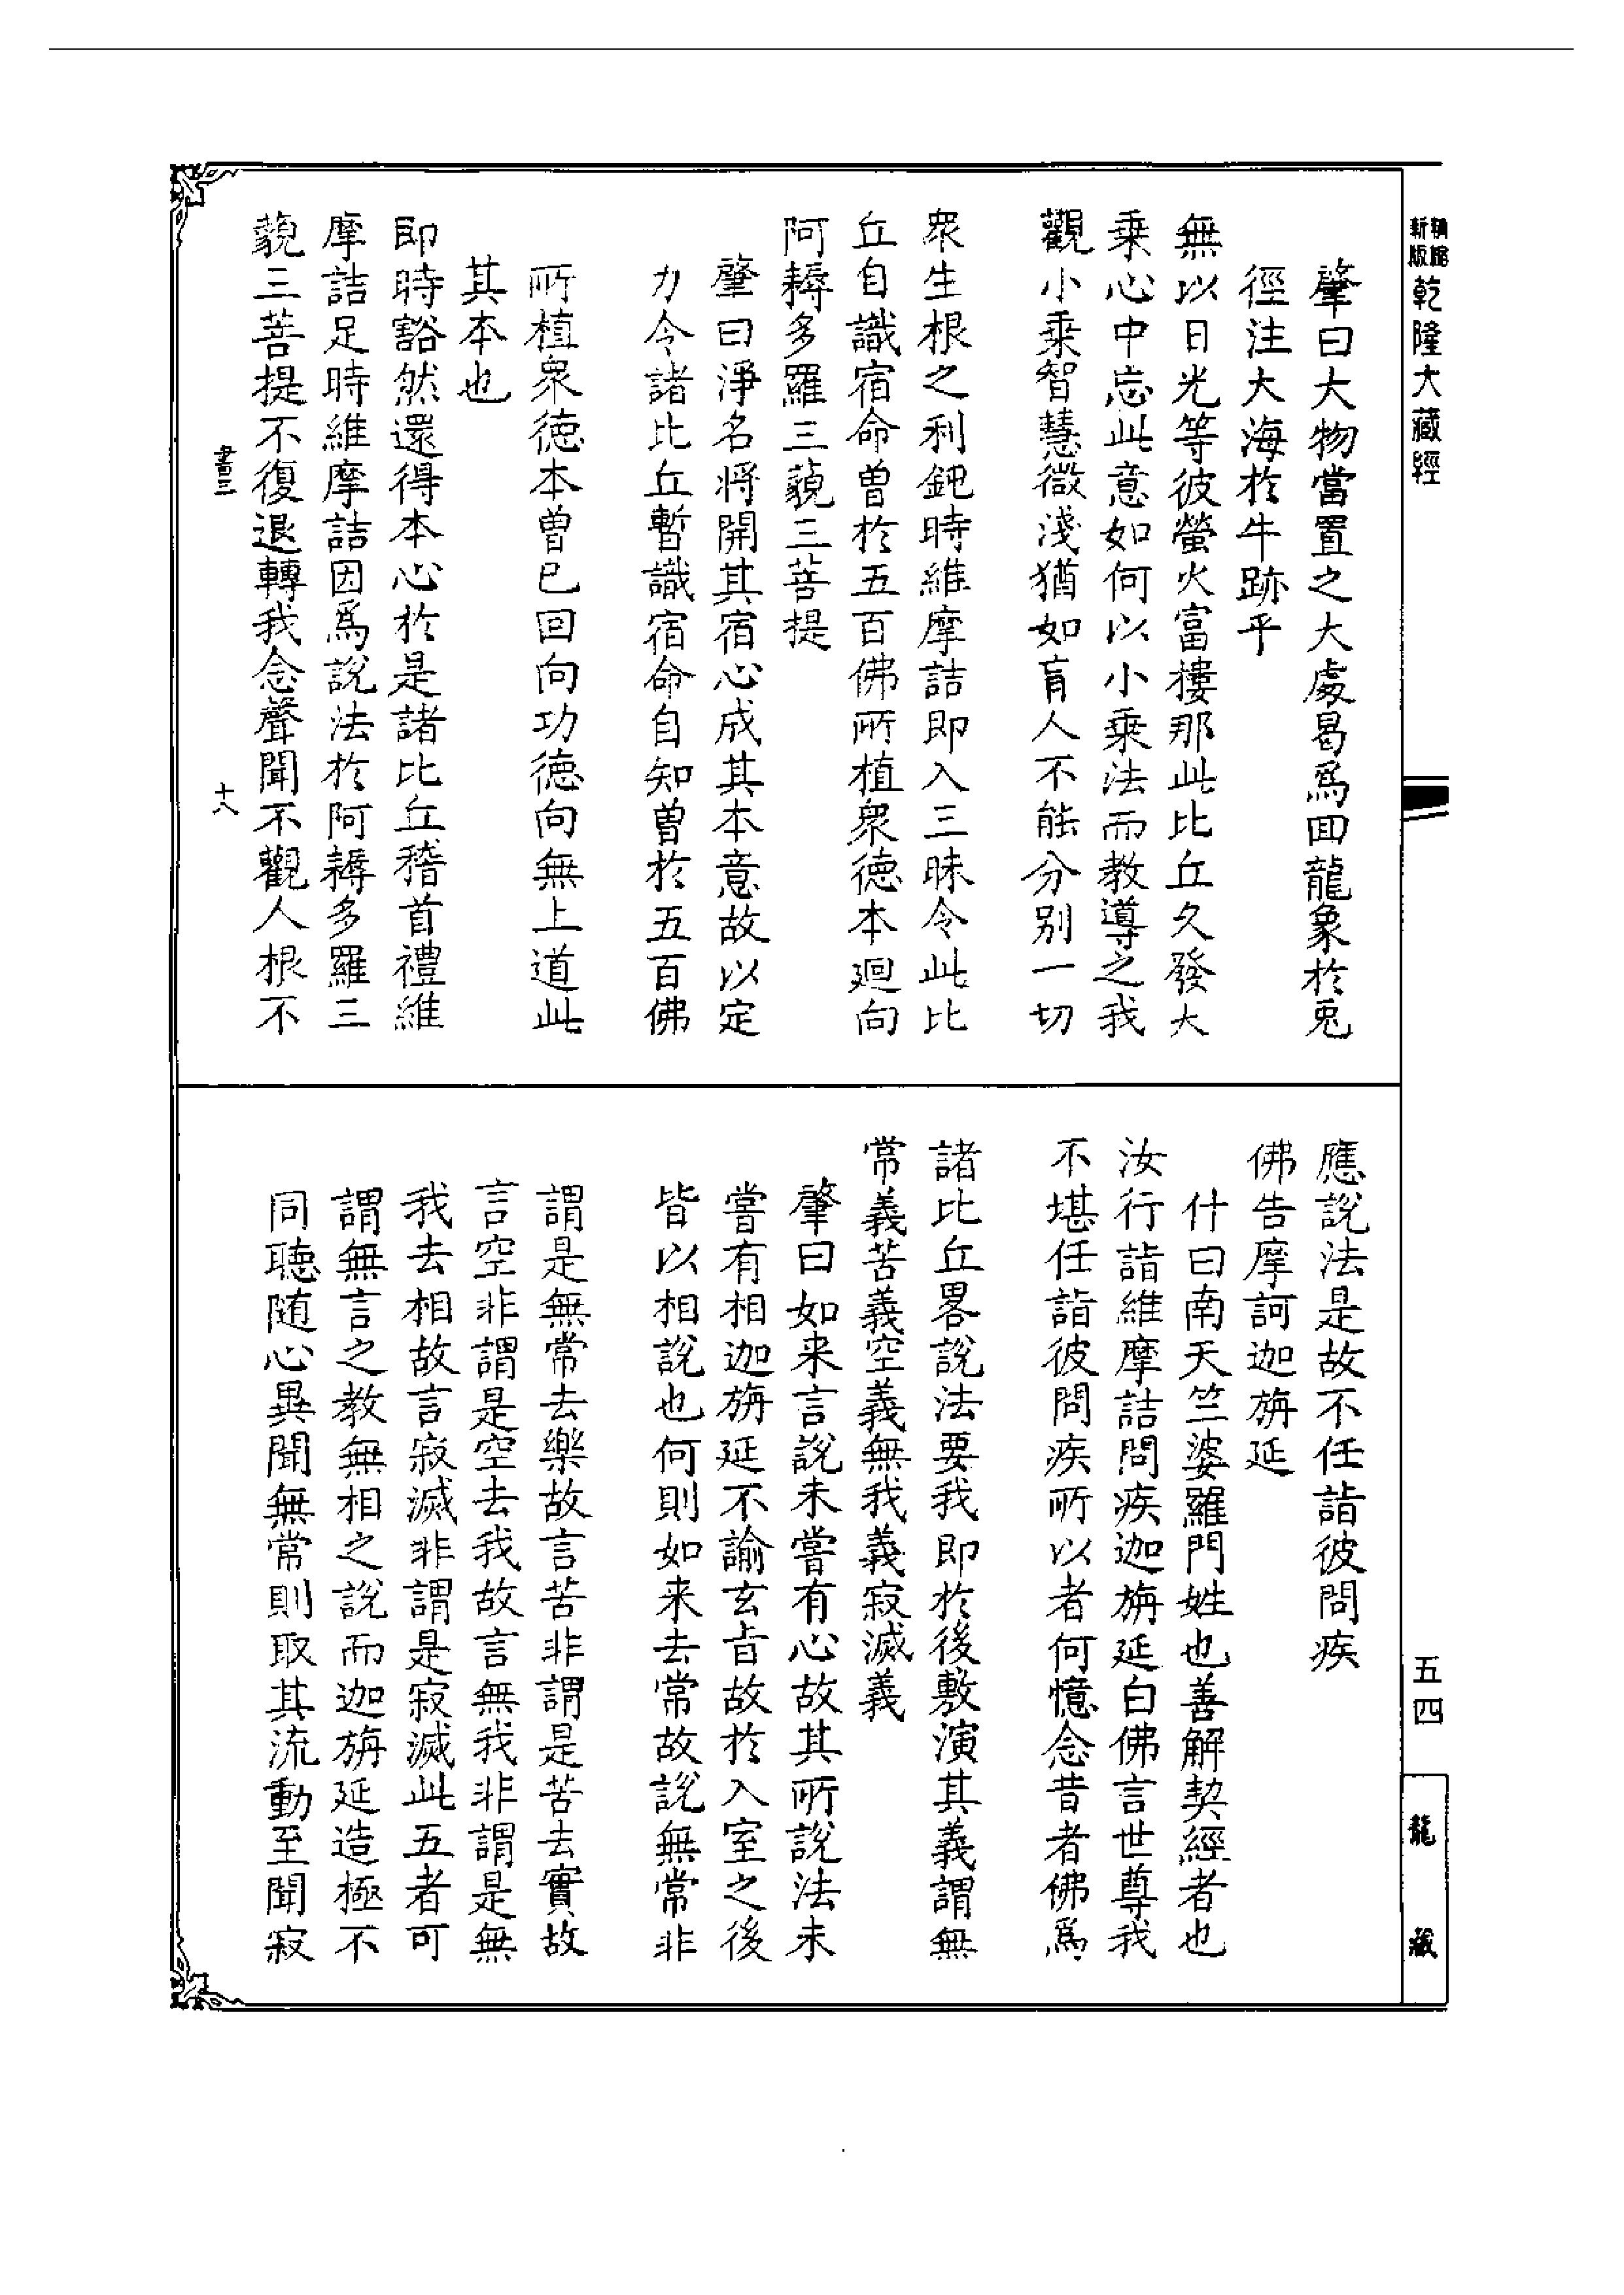 新版
精縮
乾隆大藏經
肇曰大物當置之大處曷爲回龍象於兎
徑注大海於牛跡乎
無以日光等彼螢火富樓那此比丘久發大
乘心中忘此意如何以小乘法而教導之我
觀小乘智慧微淺猶如盲人不能分別一切
衆生根之利鈍時維摩詰即入三昧令此比
丘自識宿命曾於五百佛所植衆德本廻向
阿耨多羅三藐三菩提
肇曰淨名將開其宿心成其本意故以定
力令諸比丘暫識宿命自知曾於五百佛
所植衆德本曾已回向功德向無上道此
其本也
即時豁然還得本心於是諸比丘稽首禮維
摩詰足時維摩詰因爲說法於阿耨多羅三
藐三菩提不復退轉我念聲聞不觀人根不
書三
十八
應說法是故不任詣彼問疾
佛告摩訶迦旃延
什曰南天竺婆羅門姓也善解契經者也
汝行詣維摩詰問疾迦旃延白佛言世尊我
不堪任詣彼問疾所以者何憶念昔者佛爲
諸比丘畧說法要我即於後敷演其義謂無
常義苦義空義無我義寂滅義
肇曰如来言說未嘗有心故其所說法未
嘗有相迦旃延不諭玄旨故於入室之後
皆以相說也何則如来去常故說無常非
謂是無常去樂故言苦非謂是苦去實故
言空非謂是空去我故言無我非謂是無
我去相故言寂滅非謂是寂滅此五者可
謂無言之教無相之說而迦旃延造極不
同聽随心異聞無常則取其流動至聞寂
五四
龍藏